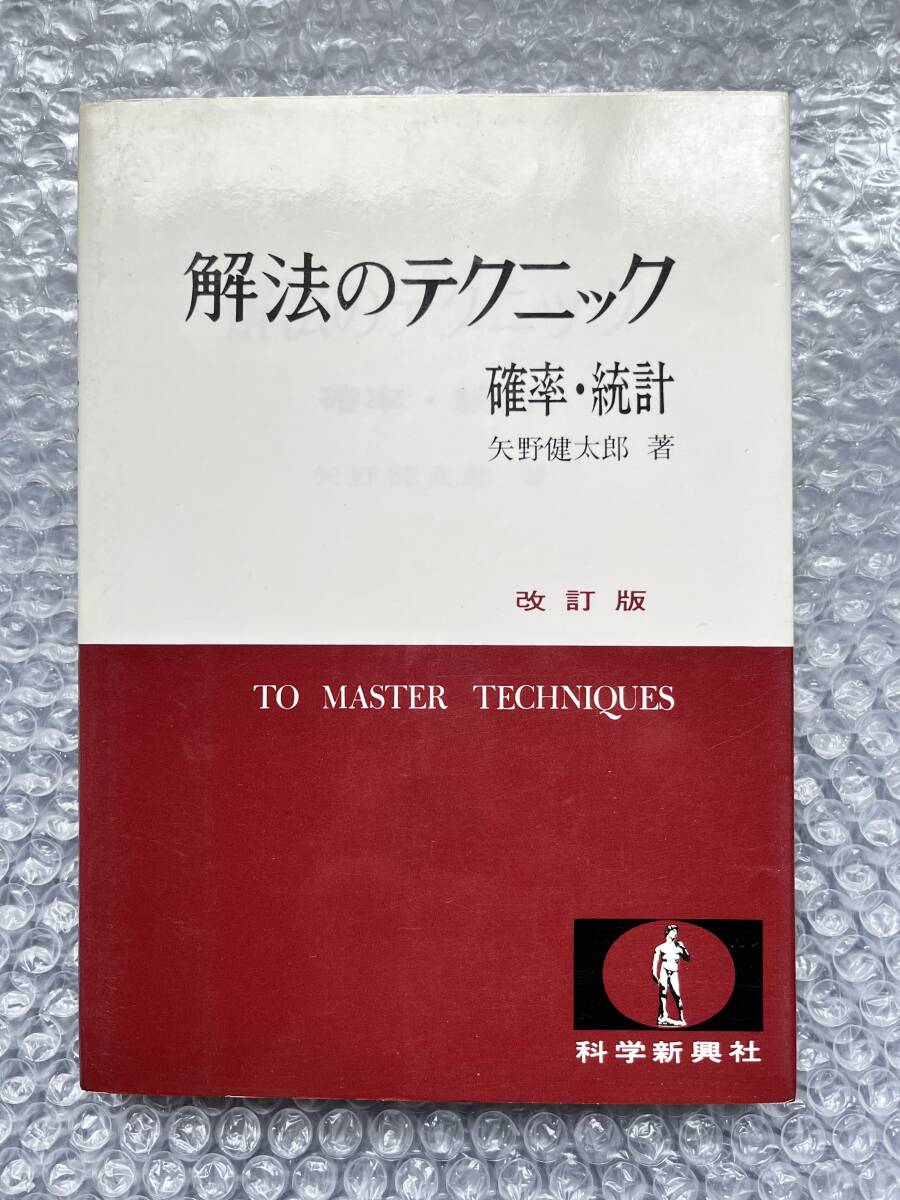 解法のテクニック
確率・統計
矢野健太郎 著
改訂版
TO MASTER TECHNIQUES
科学新興社